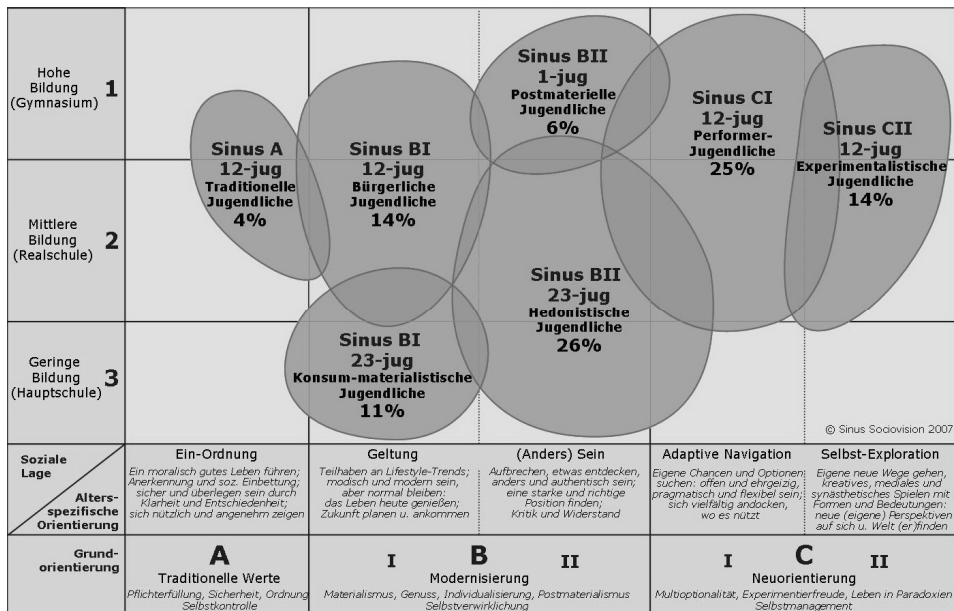 Hohe
Bildung
(Gymnasium)
1
Mittlere
Bildung
(Realschule)
2
Geringe
Bildung
(Hauptschule)
3
Sinus A
12-jug
Traditionelle
Jugendliche
4%
Sinus BI
12-jug
Bürgerliche
Jugendliche
14%
Sinus BII
1-jug
Postmaterielle
Jugendliche
6%
Sinus CI
12-jug
Performer-
Jugendliche
25%
Sinus CII
12-jug
Experimentalistische
Jugendliche
14%
Sinus BI
23-jug
Konsum-materialistische
Jugendliche
11%
Sinus BII
23-jug
Hedonistische
Jugendliche
26%
© Sinus Sociovision 2007
Soziale
Lage
Alters-
spezifische
Orientierung
Ein-Ordnung
Ein moralisch gutes Leben führen;
Anerkennung und soz. Einbettung;
sicher und überlegen sein durch
Klarheit und Entschiedenheit;
sich nützlich und angenehm zeigen
Geltung
Teilhaben an Lifestyle-Trends;
modisch und modern sein,
aber normal bleiben:
das Leben heute genießen;
Zukunft planen u. ankommen
(Anders) Sein
Aufbrechen, etwas entdecken,
anders und authentisch sein;
eine starke und richtige
Position finden;
Kritik und Widerstand
Adaptive Navigation
Eigene Chancen und Optionen
suchen: offen und ehrgeizig,
pragmatisch und flexibel sein;
sich vielfältig andocken,
wo es nützt
Selbst-Exploration
Eigene neue Wege gehen,
kreatives, mediales und
synästhetisches Spielen mit
Formen und Bedeutungen:
neue (eigene) Perspektiven
auf sich u. Welt (er)finden
Grund-
orientierung
A
Traditionelle Werte
Pflichterfüllung, Sicherheit, Ordnung
Selbstkontrolle
I B II
Modernisierung
Materialismus, Genuss, Individualisierung, Postmaterialismus
Selbstverwirklichung
I C II
Neuorientierung
Multioptionalität, Experimentierfreude, Leben in Paradoxien
Selbstmanagement